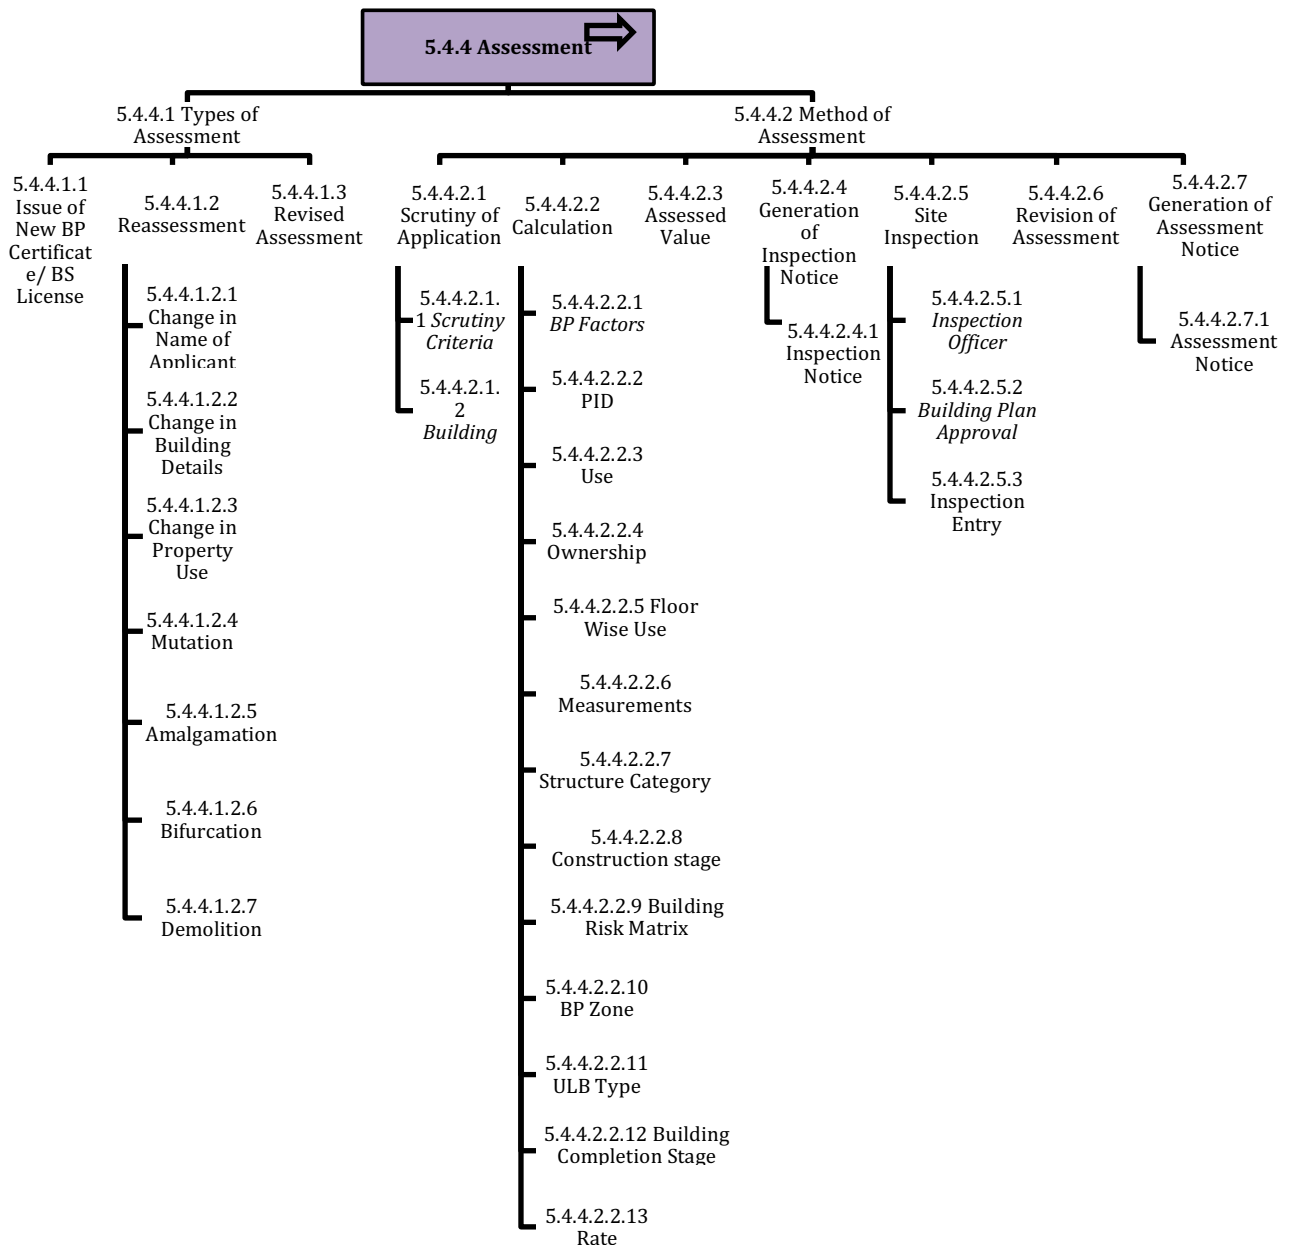 5.4.4 Assessment
5.4.4.1 Types of
Assessment
5.4.4.2 Method of
Assessment
5.4.4.1.1
Issue of
New BP
Certificat
e/ BS
License
5.4.4.1.2
Reassessment
5.4.4.1.3
Revised
Assessment
5.4.4.2.1
Scrutiny of
Application
5.4.4.2.2
Calculation
5.4.4.2.3
Assessed
Value
5.4.4.2.4
Generation
of
Inspection
Notice
5.4.4.2.5
Site
Inspection
5.4.4.2.6
Revision of
Assessment
5.4.4.2.7
Generation of
Assessment
Notice
5.4.4.1.2.1
Change in
Name of
Applicant
5.4.4.1.2.2
Change in
Building
Details
5.4.4.1.2.3
Change in
Property
Use
5.4.4.1.2.4
Mutation
5.4.4.1.2.5
Amalgamation
5.4.4.1.2.6
Bifurcation
5.4.4.1.2.7
Demolition
5.4.4.2.1.
1 Scrutiny
Criteria
5.4.4.2.1.
2
Building
5.4.4.2.2.1
BP Factors
5.4.4.2.2.2
PID
5.4.4.2.2.3
Use
5.4.4.2.2.4
Ownership
5.4.4.2.2.5 Floor
Wise Use
5.4.4.2.2.6
Measurements
5.4.4.2.2.7
Structure Category
5.4.4.2.2.8
Construction stage
5.4.4.2.2.9 Building
Risk Matrix
5.4.4.2.2.10
BP Zone
5.4.4.2.2.11
ULB Type
5.4.4.2.2.12 Building
Completion Stage
5.4.4.2.2.13
Rate
5.4.4.2.4.1
Inspection
Notice
5.4.4.2.5.1
Inspection
Officer
5.4.4.2.5.2
Building Plan
Approval
5.4.4.2.5.3
Inspection
Entry
5.4.4.2.7.1
Assessment
Notice